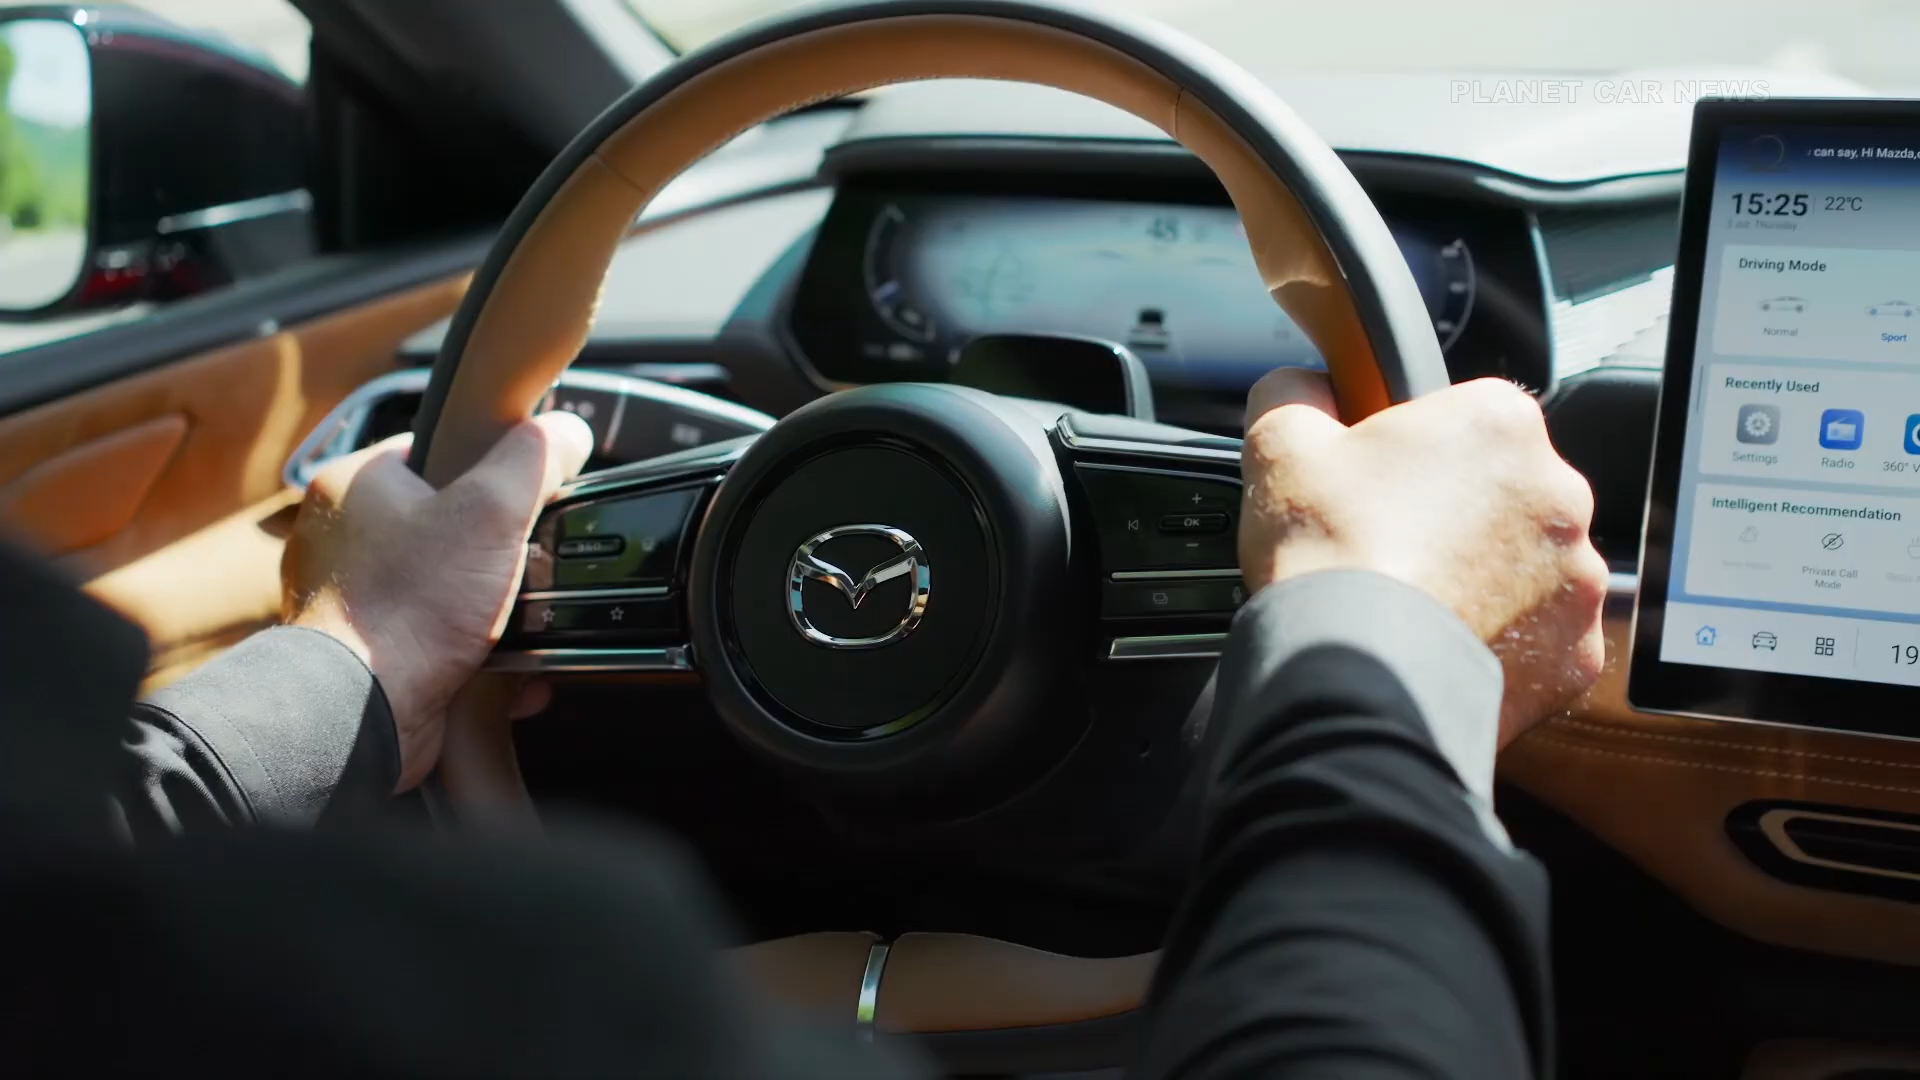 PLANET CAR NEWS
can say, Hi Mazda,
15:25 22℃
Driving Mode
Normal
Sport
48
Recently Used
Settings
Radio
360° V
OK
Intelligent Recommendation
Private Call
Mode
19